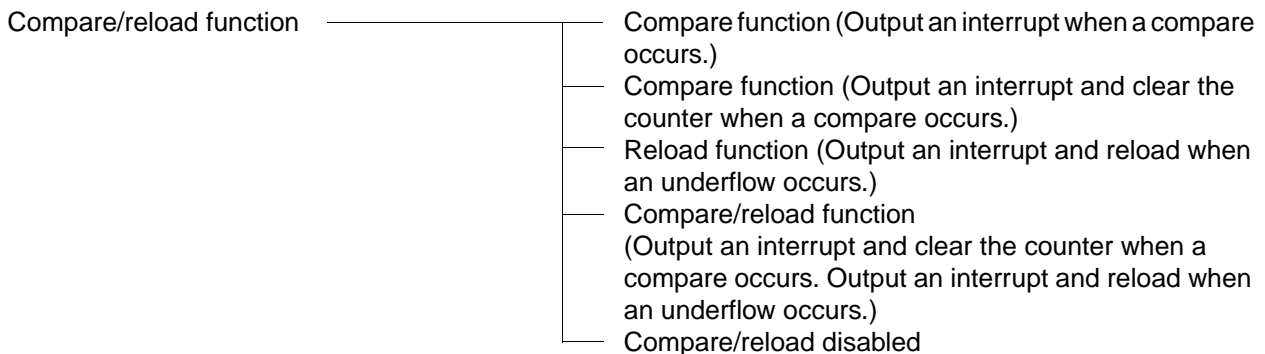 Compare/reload function
Compare function (Output an interrupt when a compare
occurs.)
Compare function (Output an interrupt and clear the
counter when a compare occurs.)
Reload function (Output an interrupt and reload when
an underflow occurs.)
Compare/reload function
(Output an interrupt and clear the counter when a
compare occurs. Output an interrupt and reload when
an underflow occurs.)
Compare/reload disabled